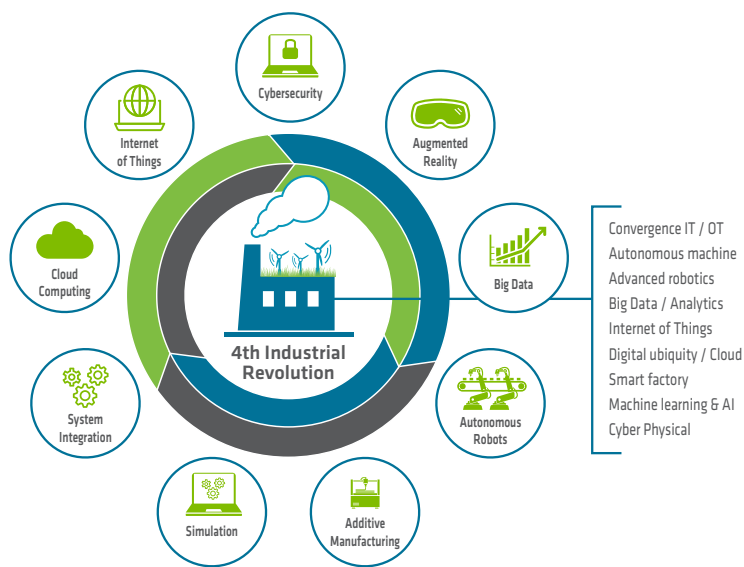 Cybersecurity
Internet
of Things
Augmented
Reality
Cloud
Computing
Big Data
4th Industrial
Revolution
System
Integration
Autonomous
Robots
Simulation
Additive
Manufacturing
Convergence IT / OT
Autonomous machine
Advanced robotics
Big Data / Analytics
Internet of Things
Digital ubiquity / Cloud
Smart factory
Machine learning & AI
Cyber Physical